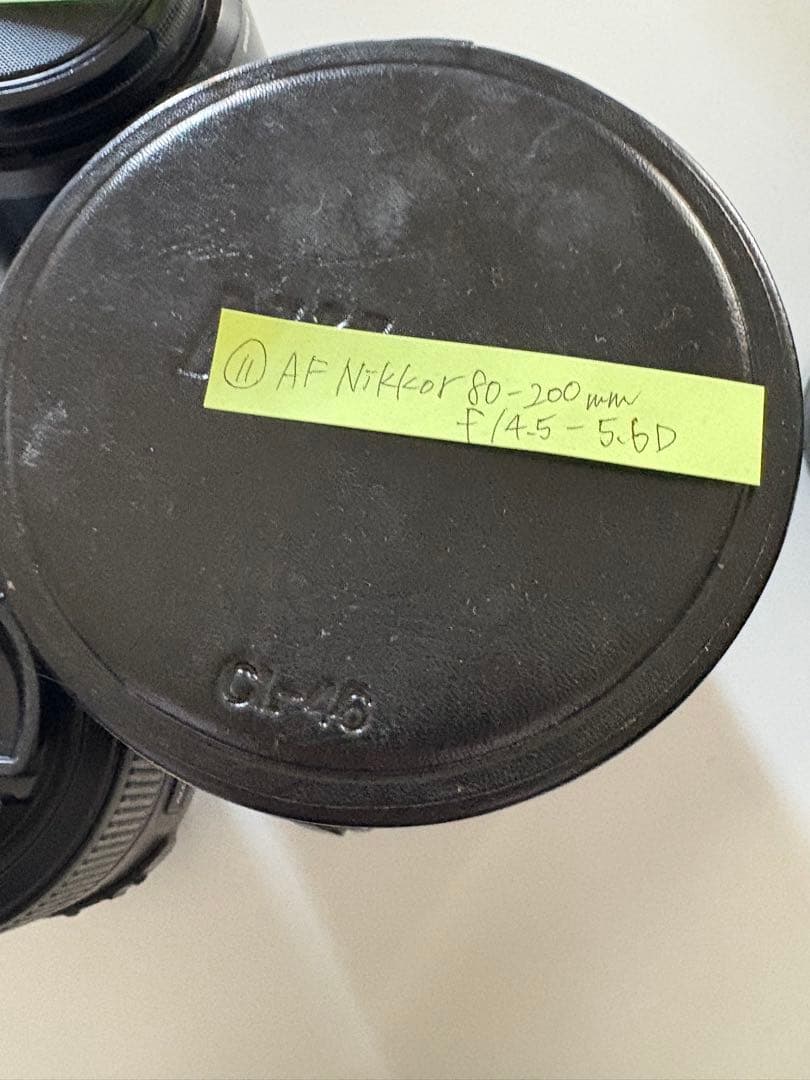 ⑪ AF Nikkor 80-200mm
f/4.5-5.6D
CL-46